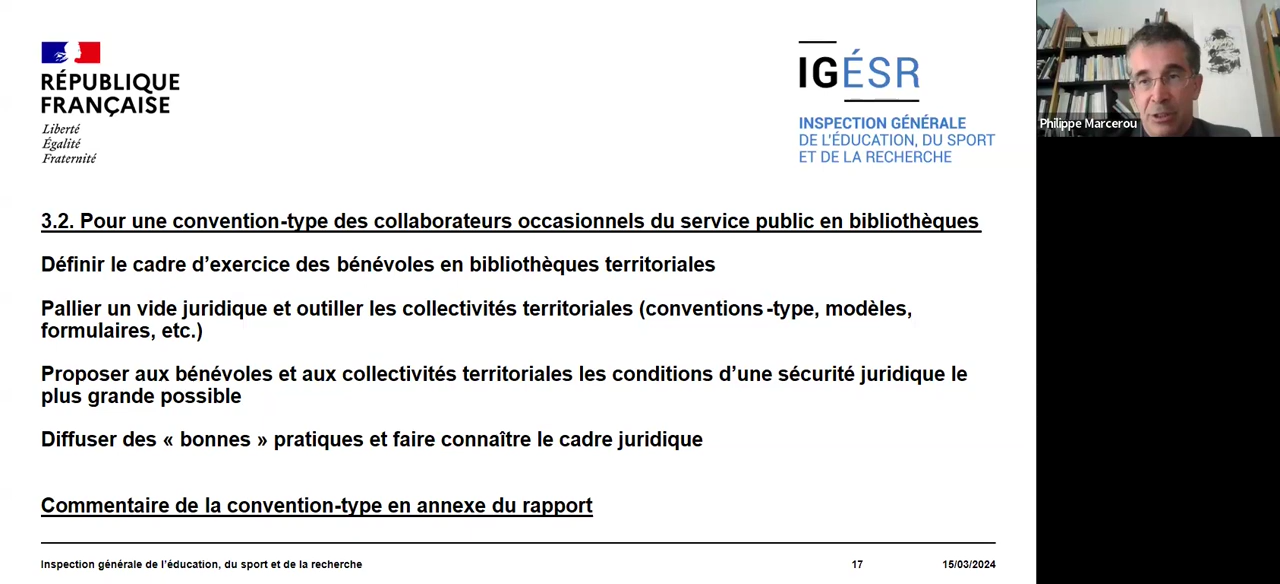 RÉPUBLIQUE
FRANÇAISE
Liberté
Égalité
Fraternité
IGÉSR
INSPECTION GÉNÉRALE
DE L'ÉDUCATION, DU SPORT
ET DE LA RECHERCHE
Philippe Marcerou
3.2. Pour une convention-type des collaborateurs occasionnels du service public en bibliothèques
Définir le cadre d’exercice des bénévoles en bibliothèques territoriales
Pallier un vide juridique et outiller les collectivités territoriales (conventions-type, modèles,
formulaires, etc.)
Proposer aux bénévoles et aux collectivités territoriales les conditions d’une sécurité juridique le
plus grande possible
Diffuser des « bonnes » pratiques et faire connaître le cadre juridique
Commentaire de la convention-type en annexe du rapport
Inspection générale de l’éducation, du sport et de la recherche
17
15/03/2024